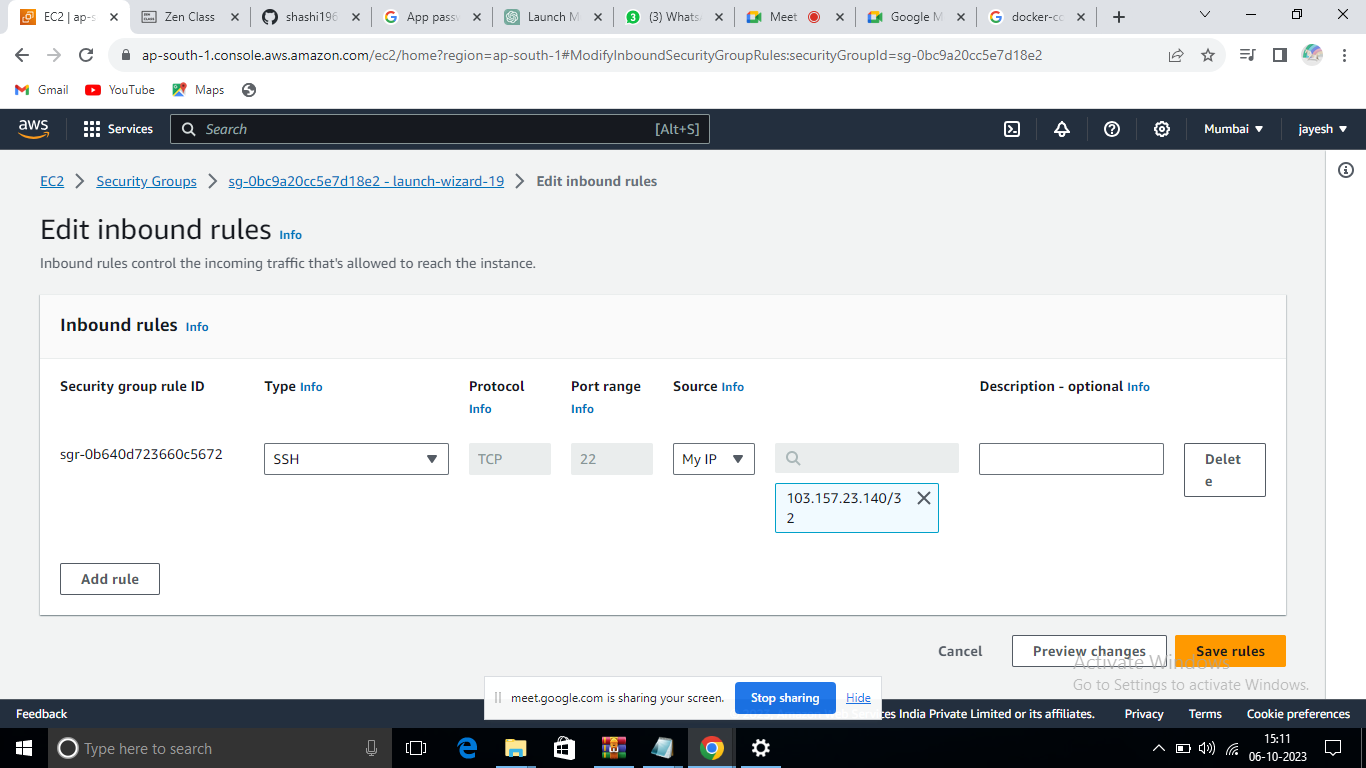 EC2 | ap-s
Zen Class
shashi196
App passw
Launch M
(3) Whatsa
Meet
Google M
docker-co
ap-south-1.console.aws.amazon.com/ec2/home?region=ap-south-1#ModifyInboundSecurityGroupRules:securityGroupId=sg-0bc9a20cc5e7d18e2
Gmail
YouTube
Maps
aws
Services
Search
[Alt+S]
Mumbai
jayesh
EC2
Security Groups
sg-0bc9a20cc5e7d18e2 - launch-wizard-19
Edit inbound rules
Edit inbound rules Info
Inbound rules control the incoming traffic that's allowed to reach the instance.
Inbound rules Info
Security group rule ID
Type Info
Protocol
Info
Port range
Info
Source Info
Description - optional Info
sgr-0b640d723660c5672
SSH
TCP
22
My IP
103.157.23.140/3
2
Delet
e
Add rule
Cancel
Preview changes
Save rules
Activate Windows
Go to Settings to activate Windows.
meet.google.com is sharing your screen.
Stop sharing
Hide
Feedback
es India Private Limited or its affiliates.
Privacy
Terms
Cookie preferences
Type here to search
15:11
06-10-2023